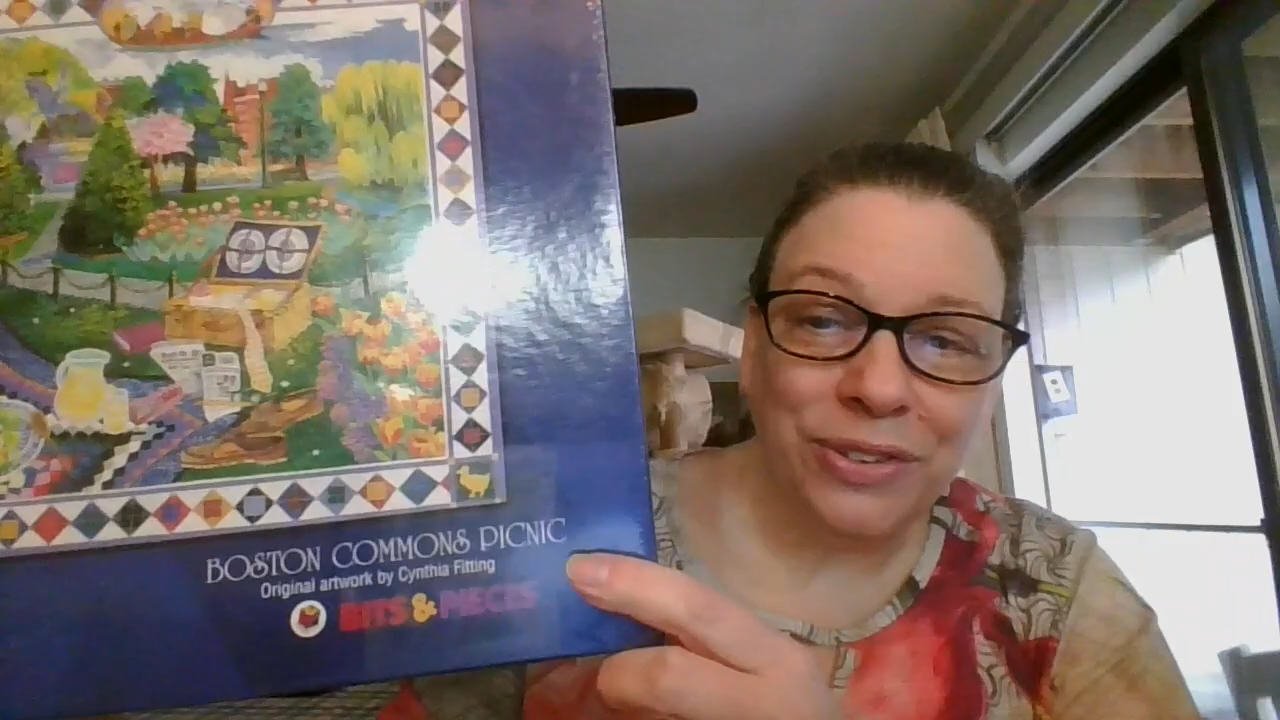 BOSTON COMMONS PICNIC
Original artwork by Cynthia Fitting
BITS & PIECES